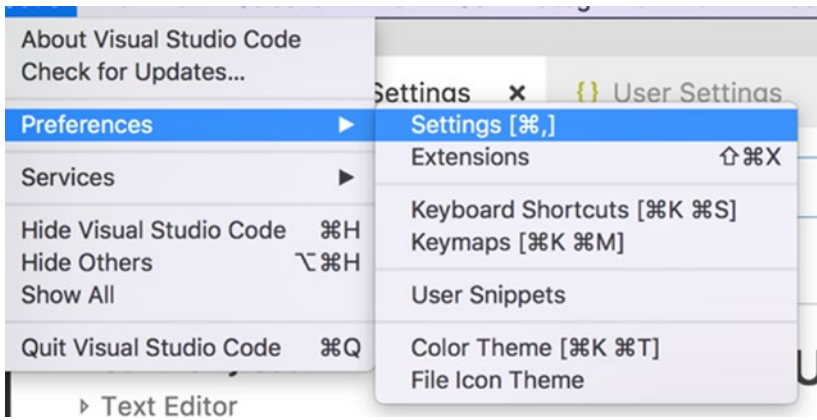 About Visual Studio Code
Check for Updates...
Settings × {} User Settings
Preferences ▶
Settings [⌘,]
Extensions ⇧⌘X
Services ▶
Keyboard Shortcuts [⌘K ⌘S]
Keymaps [⌘K ⌘M]
Hide Visual Studio Code ⌘H
Hide Others ⌥⌘H
Show All
User Snippets
Quit Visual Studio Code ⌘Q
Color Theme [⌘K ⌘T]
File Icon Theme
▹ Text Editor